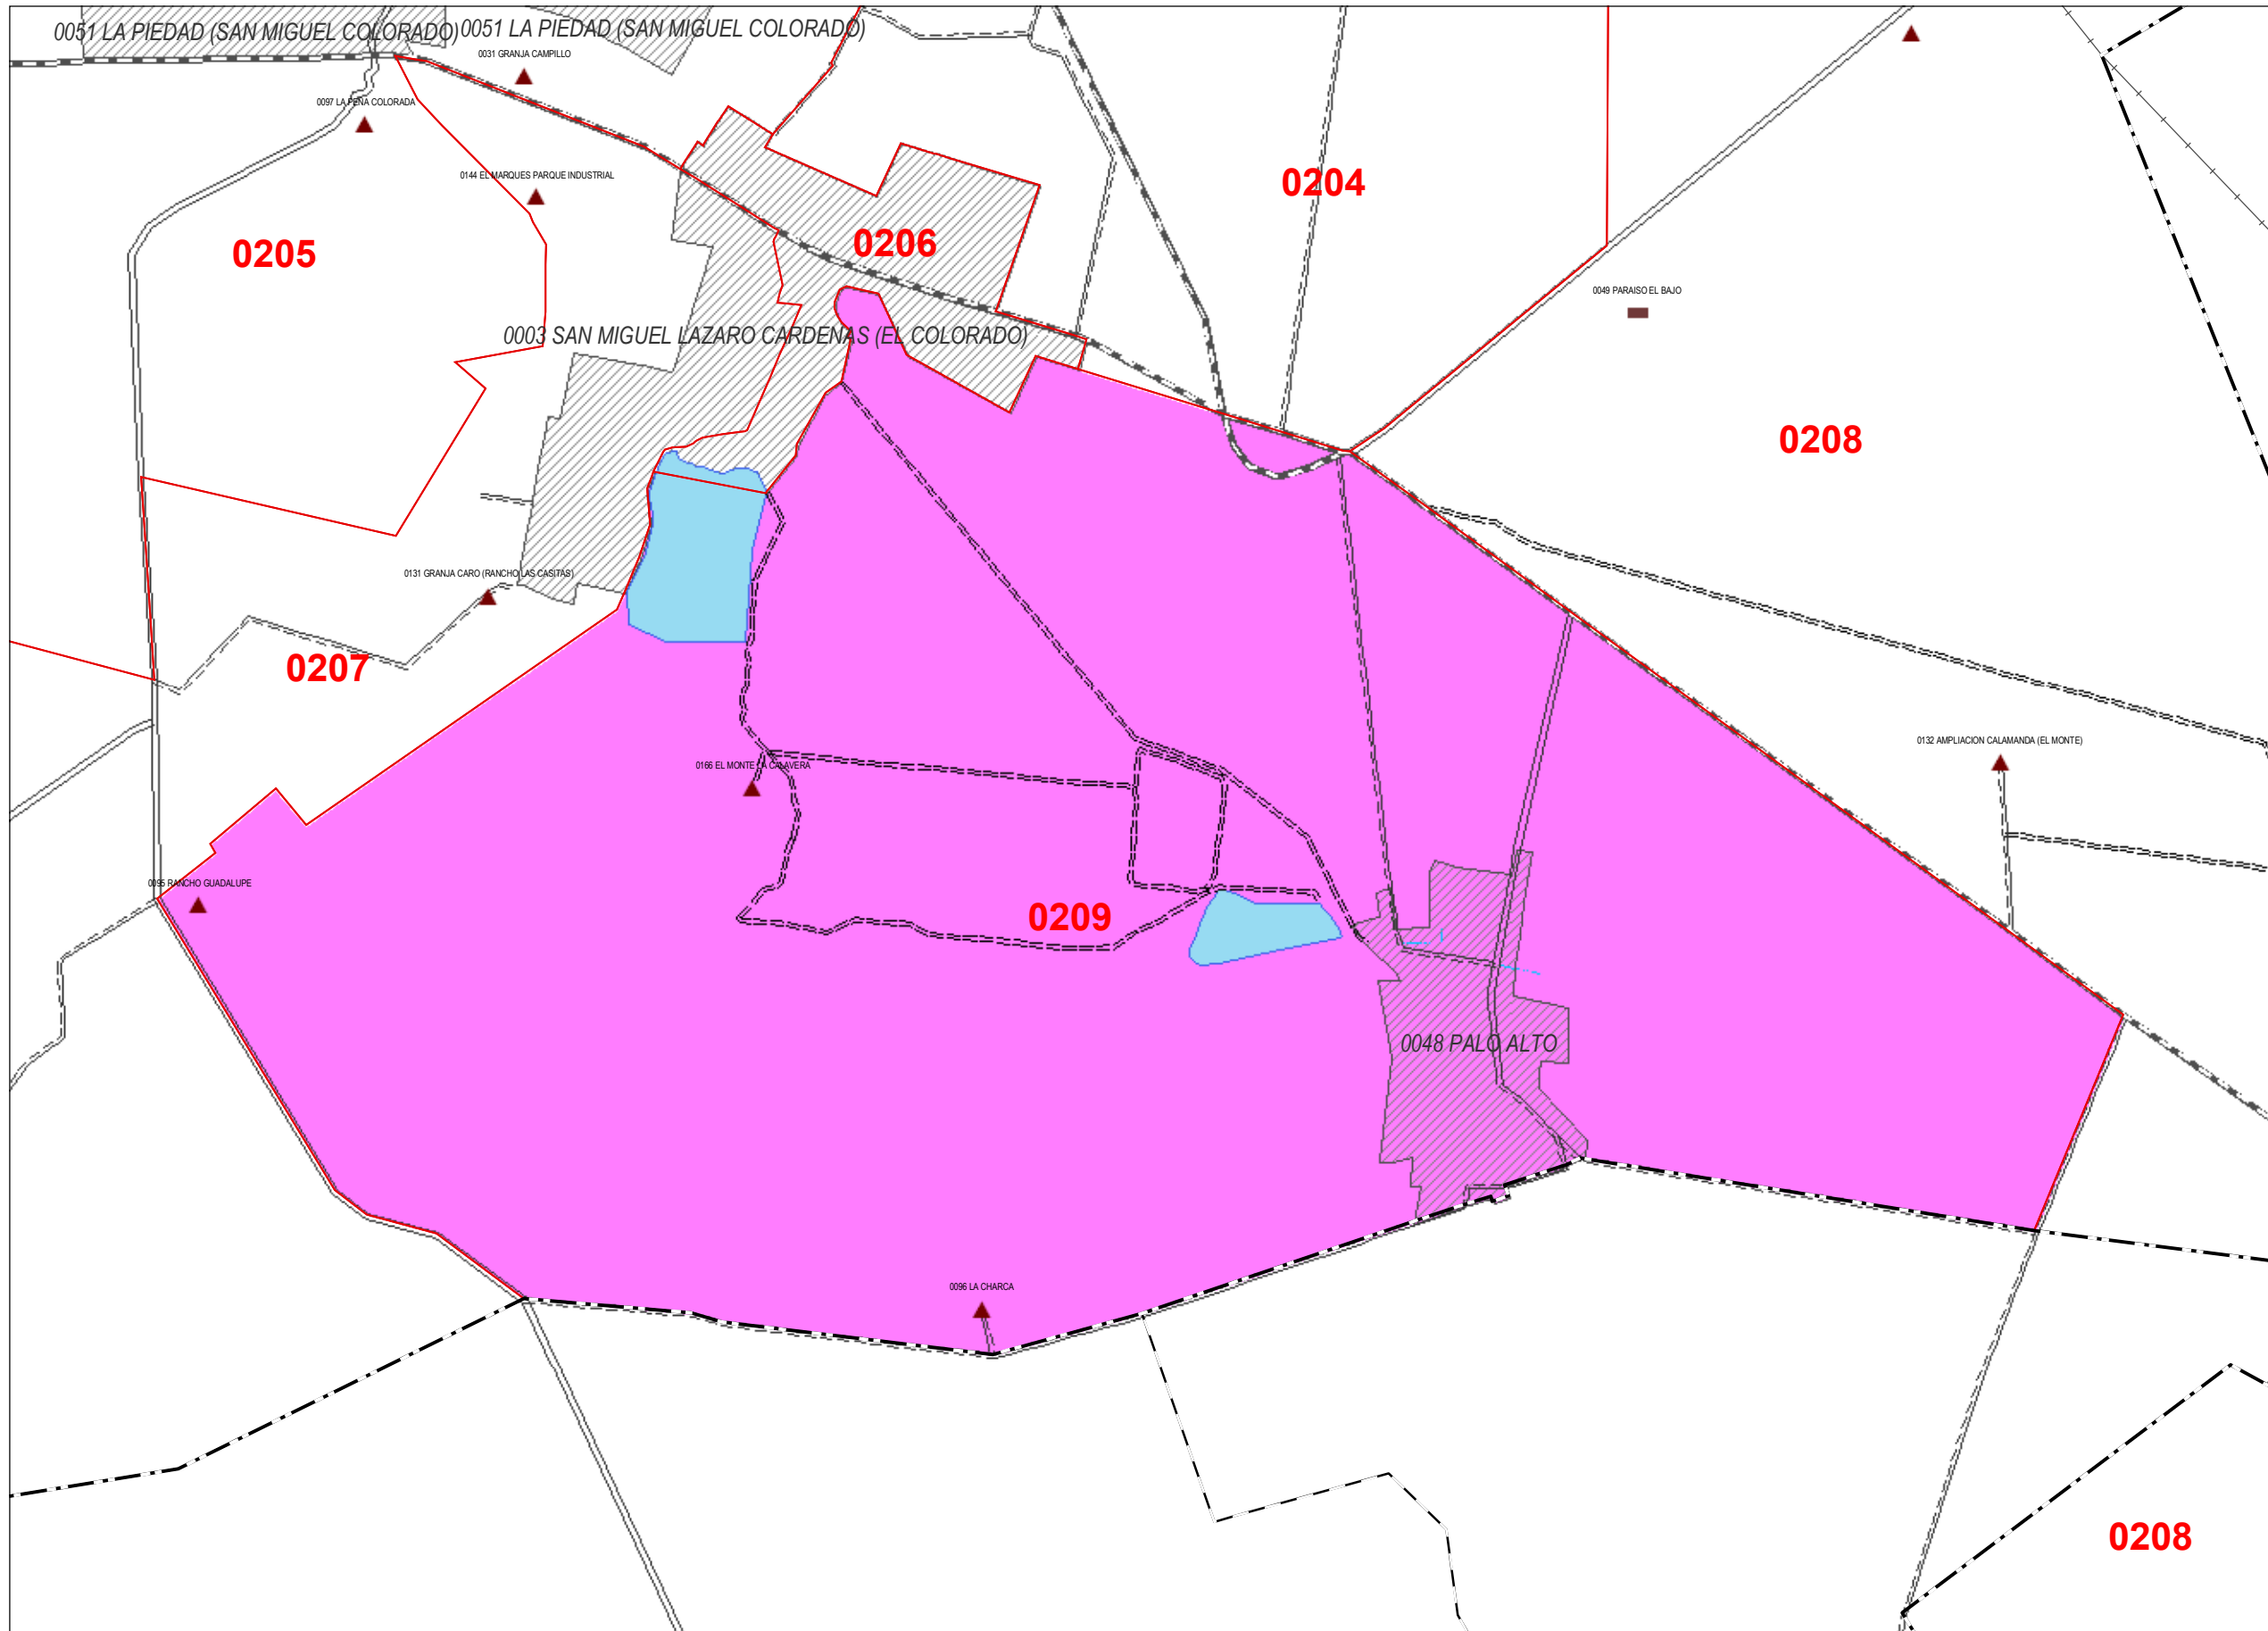 0051 LA PIEDAD (SAN MIGUEL COLORADO)
0051 LA PIEDAD (SAN MIGUEL COLORADO)
0031 GRANJA CAMPILLO
0097 LA PEÑA COLORADA
0144 EL MARQUES PARQUE INDUSTRIAL
0204
0205
0206
0049 PARAISO EL BAJO
0003 SAN MIGUEL LAZARO CARDENAS (EL COLORADO)
0208
0131 GRANJA CARO (RANCHO LAS CASITAS)
0207
0132 AMPLIACION CALAMANDA (EL MONTE)
0166 EL MONTE LA CALAVERA
0095 RANCHO GUADALUPE
0209
0048 PALO ALTO
0096 LA CHARCA
0208